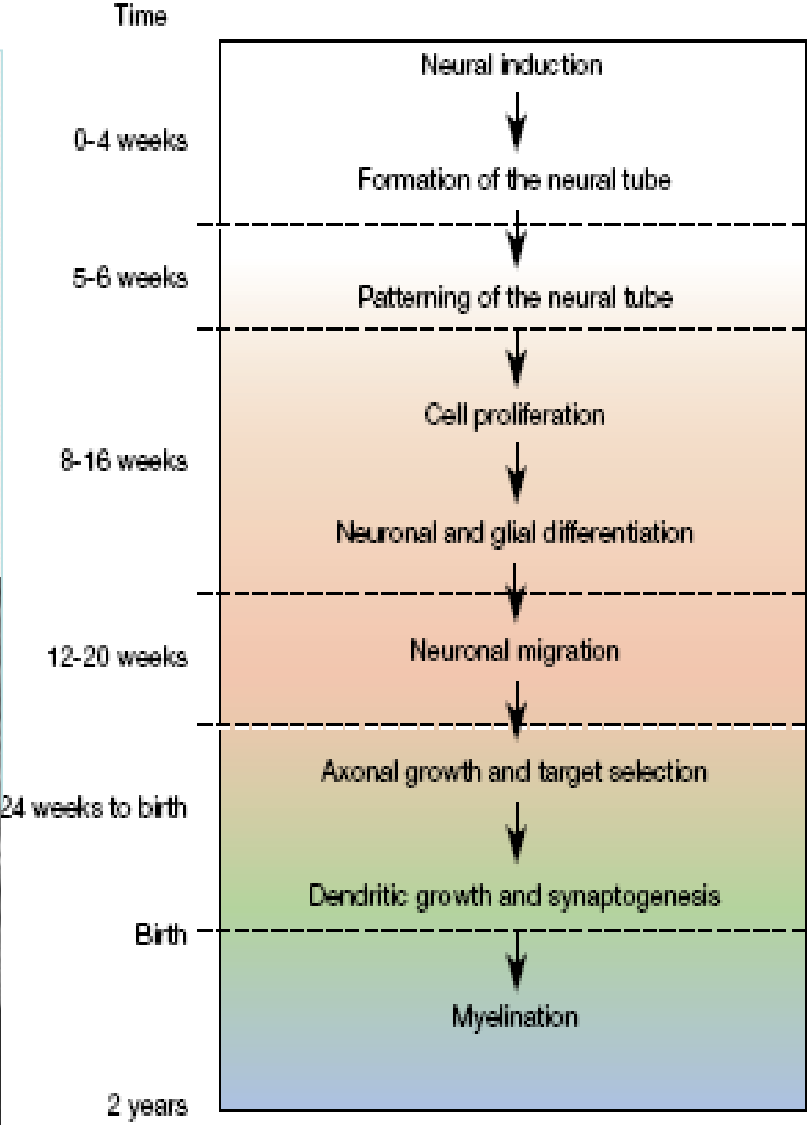 Time
Neural induction
0-4 weeks
Formation of the neural tube
5-6 weeks
Patterning of the neural tube
Cell proliferation
8-16 weeks
Neuronal and glial differentiation
Neuronal migration
12-20 weeks
Axonal growth and target selection
24 weeks to birth
Dendritic growth and synaptogenesis
Birth
Myelination
2 years